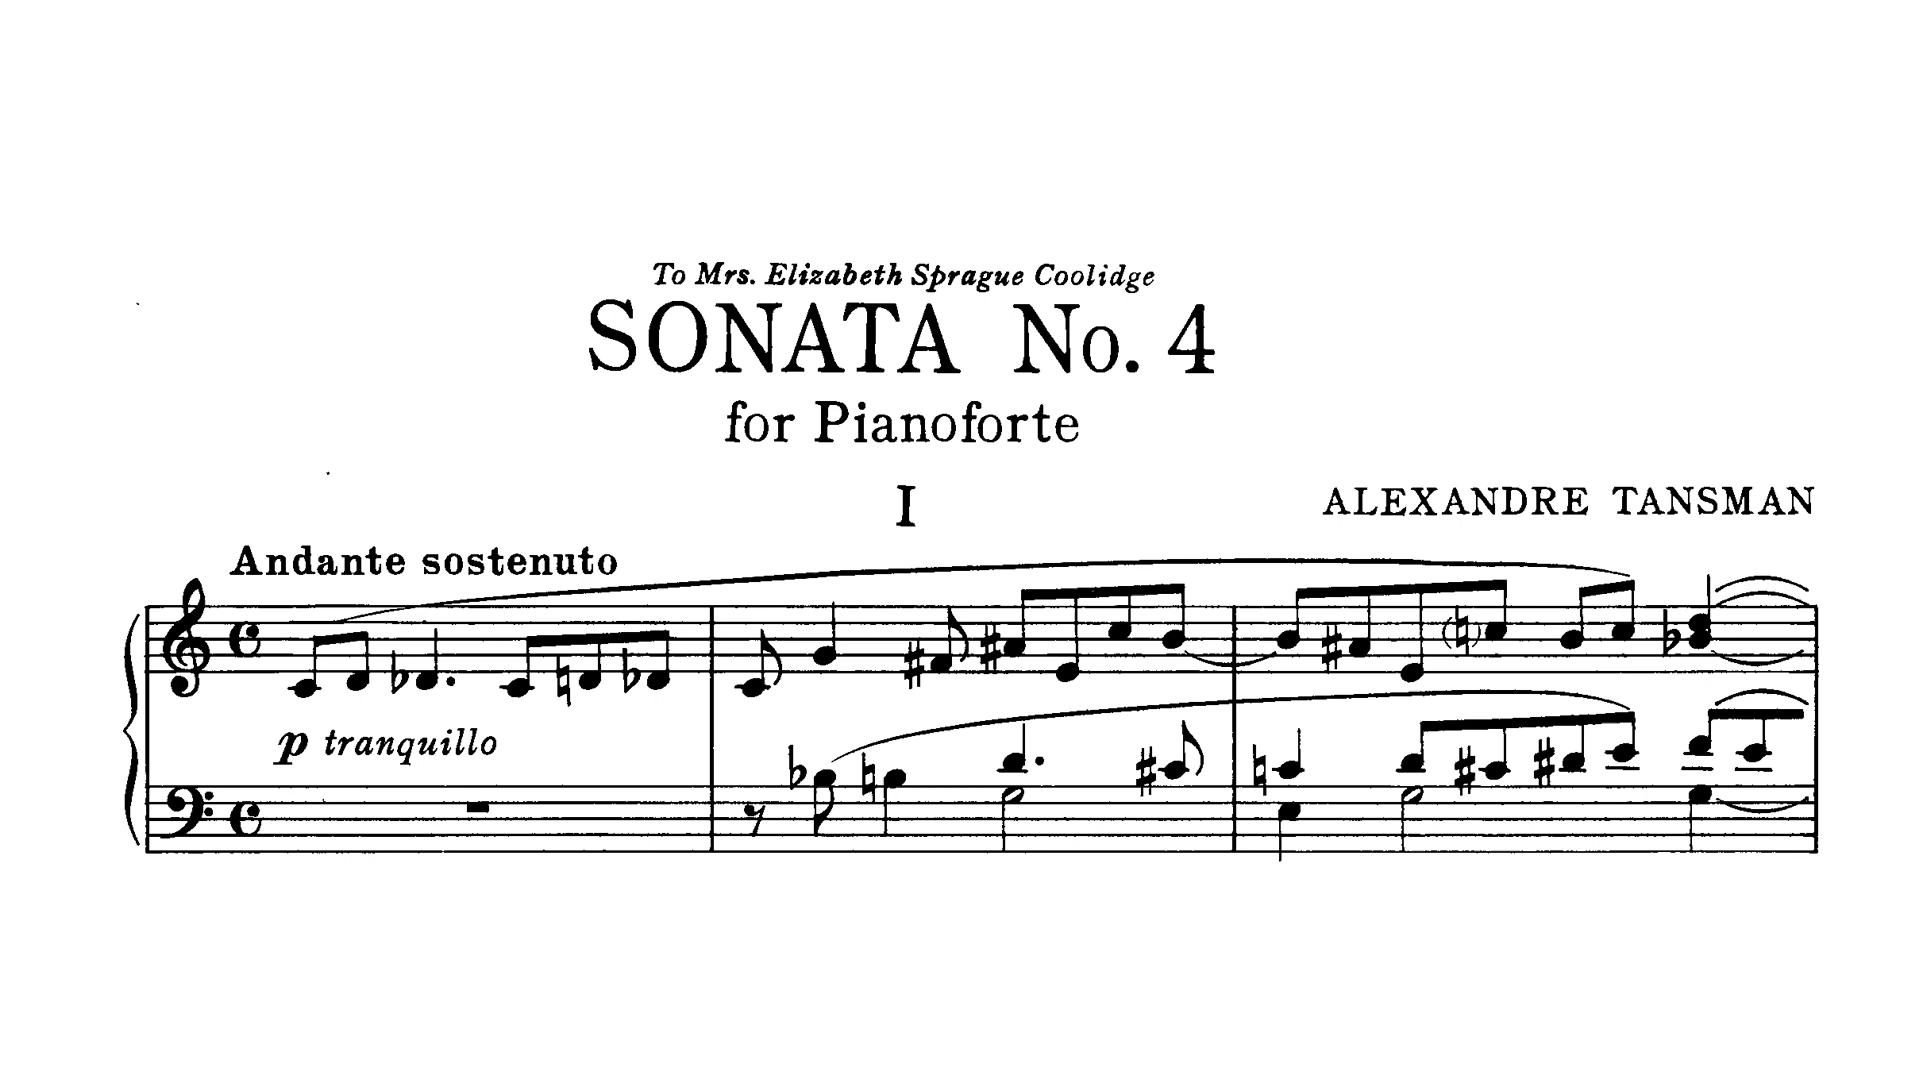 To Mrs. Elizabeth Sprague Coolidge
SONATA No. 4
for Pianoforte
I
ALEXANDRE TANSMAN
Andante sostenuto
p tranquillo